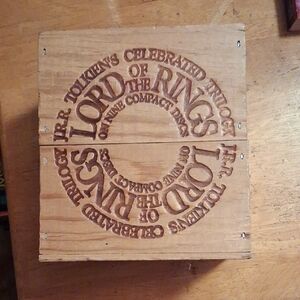 J.R.R. TOLKIEN'S CELEBRATED TRILOGY
LORD OF THE RINGS
ON NINE COMPACT DISCS
J.R.R. TOLKIEN'S CELEBRATED TRILOGY
LORD OF THE RINGS
ON NINE COMPACT DISCS